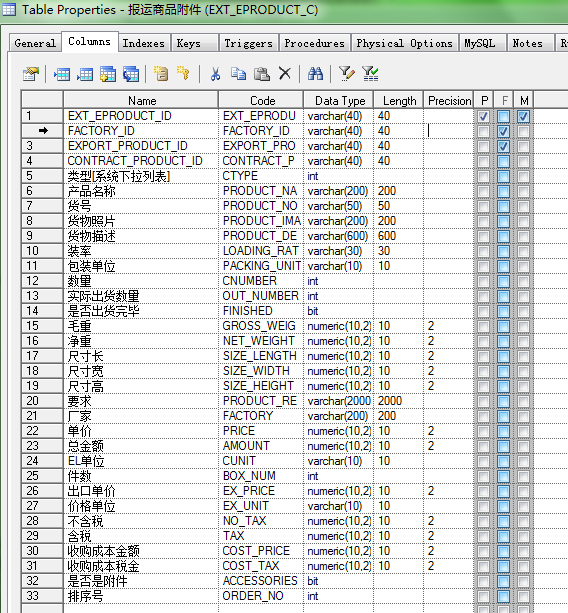 Table Properties - 报运商品附件 (EXT_EPRODUCT_C)
General Columns Indexes Keys Triggers Procedures Physical Options MySQL Notes
Name Code Data Type Length Precision P F M
1 EXT_EPRODUCT_ID EXT_EPRODU varchar(40) 40
FACTORY_ID FACTORY_ID varchar(40) 40
3 EXPORT_PRODUCT_ID EXPORT_PRO varchar(40) 40
4 CONTRACT_PRODUCT_ID CONTRACT_P varchar(40) 40
5 类型[系统下拉列表] CTYPE int
6 产品名称 PRODUCT_NA varchar(200) 200
7 货号 PRODUCT_NO varchar(50) 50
8 货物照片 PRODUCT_IMA varchar(200) 200
9 货物描述 PRODUCT_DE varchar(600) 600
10 装率 LOADING_RAT varchar(30) 30
11 包装单位 PACKING_UNIT varchar(10) 10
12 数量 CNUMBER int
13 实际出货数量 OUT_NUMBER int
14 是否出货完毕 FINISHED bit
15 毛重 GROSS_WEIG numeric(10,2) 10 2
16 净重 NET_WEIGHT numeric(10,2) 10 2
17 尺寸长 SIZE_LENGTH numeric(10,2) 10 2
18 尺寸宽 SIZE_WIDTH numeric(10,2) 10 2
19 尺寸高 SIZE_HEIGHT numeric(10,2) 10 2
20 要求 PRODUCT_RE varchar(2000 2000
21 厂家 FACTORY varchar(200) 200
22 单价 PRICE numeric(10,2) 10 2
23 总金额 AMOUNT numeric(10,2) 10 2
24 EL单位 CUNIT varchar(10) 10
25 件数 BOX_NUM int
26 出口单价 EX_PRICE numeric(10,2) 10 2
27 价格单位 EX_UNIT varchar(10) 10
28 不含税 NO_TAX numeric(10,2) 10 2
29 含税 TAX numeric(10,2) 10 2
30 收购成本金额 COST_PRICE numeric(10,2) 10 2
31 收购成本税金 COST_TAX numeric(10,2) 10 2
32 是否是附件 ACCESSORIES bit
33 排序号 ORDER_NO int